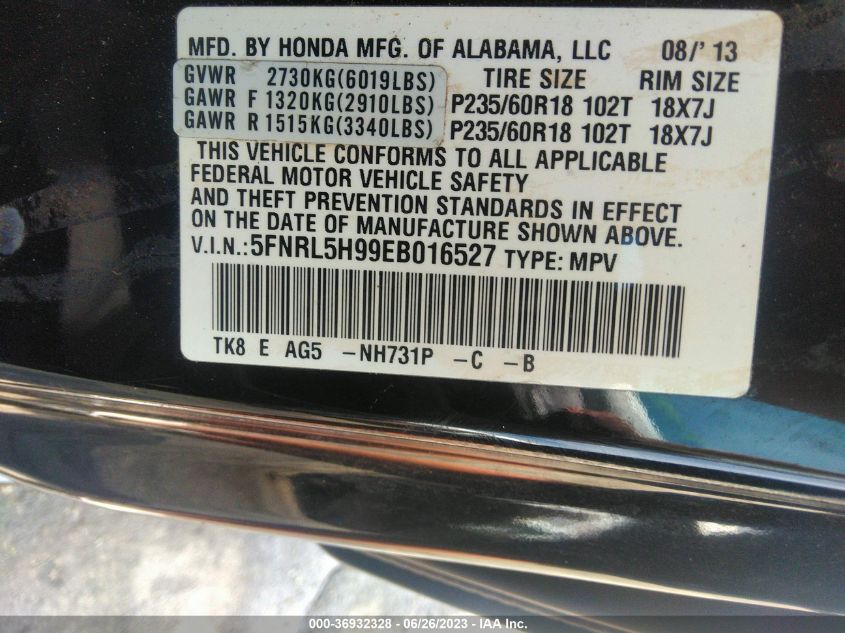 MFD. BY HONDA MFG. OF ALABAMA, LLC 08/' 13
GVWR 2730KG(6019LBS) TIRE SIZE RIM SIZE
GAWR F 1320KG(2910LBS) P235/60R18 102T 18X7J
GAWR R 1515KG(3340LBS) P235/60R18 102T 18X7J
THIS VEHICLE CONFORMS TO ALL APPLICABLE
FEDERAL MOTOR VEHICLE SAFETY
AND THEFT PREVENTION STANDARDS IN EFFECT
ON THE DATE OF MANUFACTURE SHOWN ABOVE.
V.I.N.:5FNRL5H99EB016527 TYPE: MPV
TK8 E AG5 -NH731P -C -B
000-36932328 - 06/26/2023 - IAA Inc.